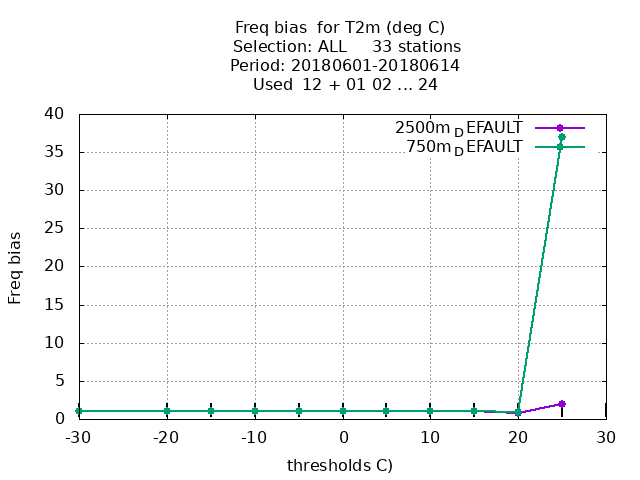 Freq bias  for T2m (deg C)
Selection: ALL     33 stations
Period: 20180601-20180614
Used  12 + 01 02 ... 24
2500m_DEFAULT
750m_DEFAULT
40
35
30
25
20
15
10
5
0
Freq bias
-30 -20 -10 0 10 20 30
thresholds C)